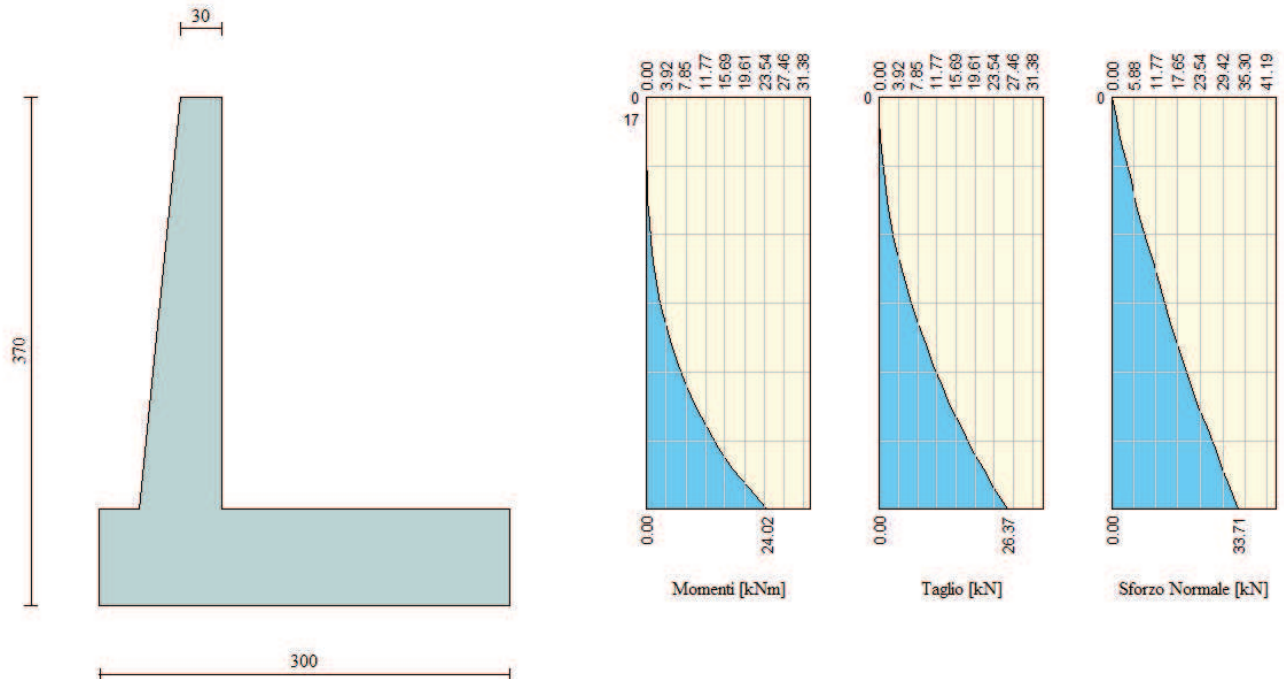 30
370
300
0.00 3.92 7.85 11.77 15.69 19.61 23.54 27.46 31.38
0
-17
0.00 24.02
Momenti [kNm]
0.00 3.92 7.85 11.77 15.69 19.61 23.54 27.46 31.38
0
0.00 26.37
Taglio [kN]
0.00 5.88 11.77 17.65 23.54 29.42 35.30 41.19
0
0.00 33.71
Sforzo Normale [kN]